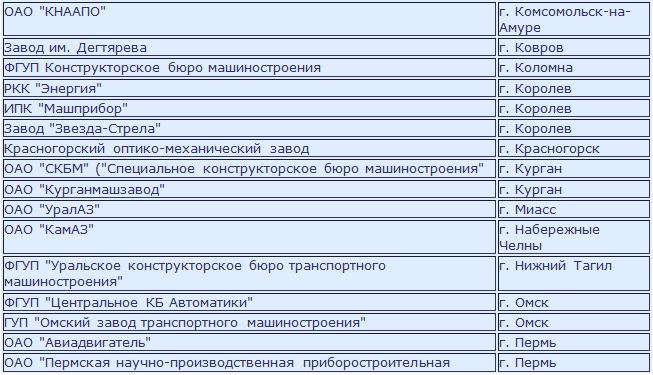 ОАО "КНААПО" г. Комсомольск-на-
Амуре
Завод им. Дегтярева г. Ковров
ФГУП Конструкторское бюро машиностроения г. Коломна
РКК "Энергия" г. Королев
ИПК "Машприбор" г. Королев
Завод "Звезда-Стрела" г. Королев
Красногорский оптико-механический завод г. Красногорск
ОАО "СКБМ" ("Специальное конструкторское бюро машиностроения" г. Курган
ОАО "Курганмашзавод" г. Курган
ОАО "УралАЗ" г. Миасс
ОАО "КамАЗ" г. Набережные
Челны
ФГУП "Уральское конструкторское бюро транспортного г. Нижний Тагил
машиностроения"
ФГУП "Центральное КБ Автоматики" г. Омск
ГУП "Омский завод транспортного машиностроения" г. Омск
ОАО "Авиадвигатель" г. Пермь
ОАО "Пермская научно-производственная приборостроительная г. Пермь